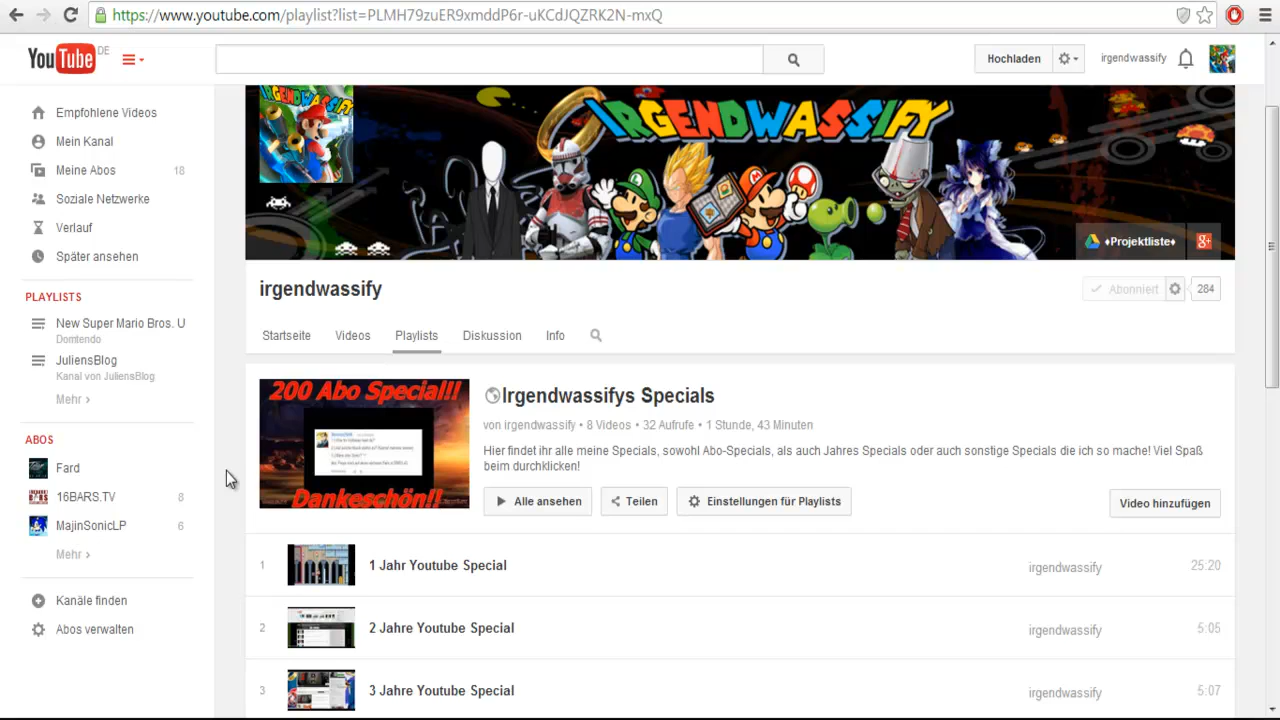 https://www.youtube.com/playlist?list=PLMH79zuER9xmddP6r-uKCdJQZRK2N-mxQ
YouTube DE
Hochladen
irgendwassify
Empfohlene Videos
Mein Kanal
Meine Abos 18
Soziale Netzwerke
Verlauf
Später ansehen
PLAYLISTS
New Super Mario Bros. U
Domtendo
JuliensBlog
Kanal von JuliensBlog
Mehr ›
ABOS
Fard
16BARS.TV 8
MajinSonicLP 6
Mehr ›
Kanäle finden
Abos verwalten
IRGENDWASSIFY
IRGENDWASSIFY
♦Projektliste♦
irgendwassify
Abonniert 284
Startseite Videos Playlists Diskussion Info
200 Abo Special!!!
Dankeschön!!
Irgendwassifys Specials
von irgendwassify • 8 Videos • 32 Aufrufe • 1 Stunde, 43 Minuten
Hier findet ihr alle meine Specials, sowohl Abo-Specials, als auch Jahres Specials oder auch sonstige Specials die ich so mache! Viel Spaß
beim durchklicken!
Alle ansehen Teilen Einstellungen für Playlists Video hinzufügen
1 1 Jahr Youtube Special irgendwassify 25:20
2 2 Jahre Youtube Special irgendwassify 5:05
3 3 Jahre Youtube Special irgendwassify 5:07